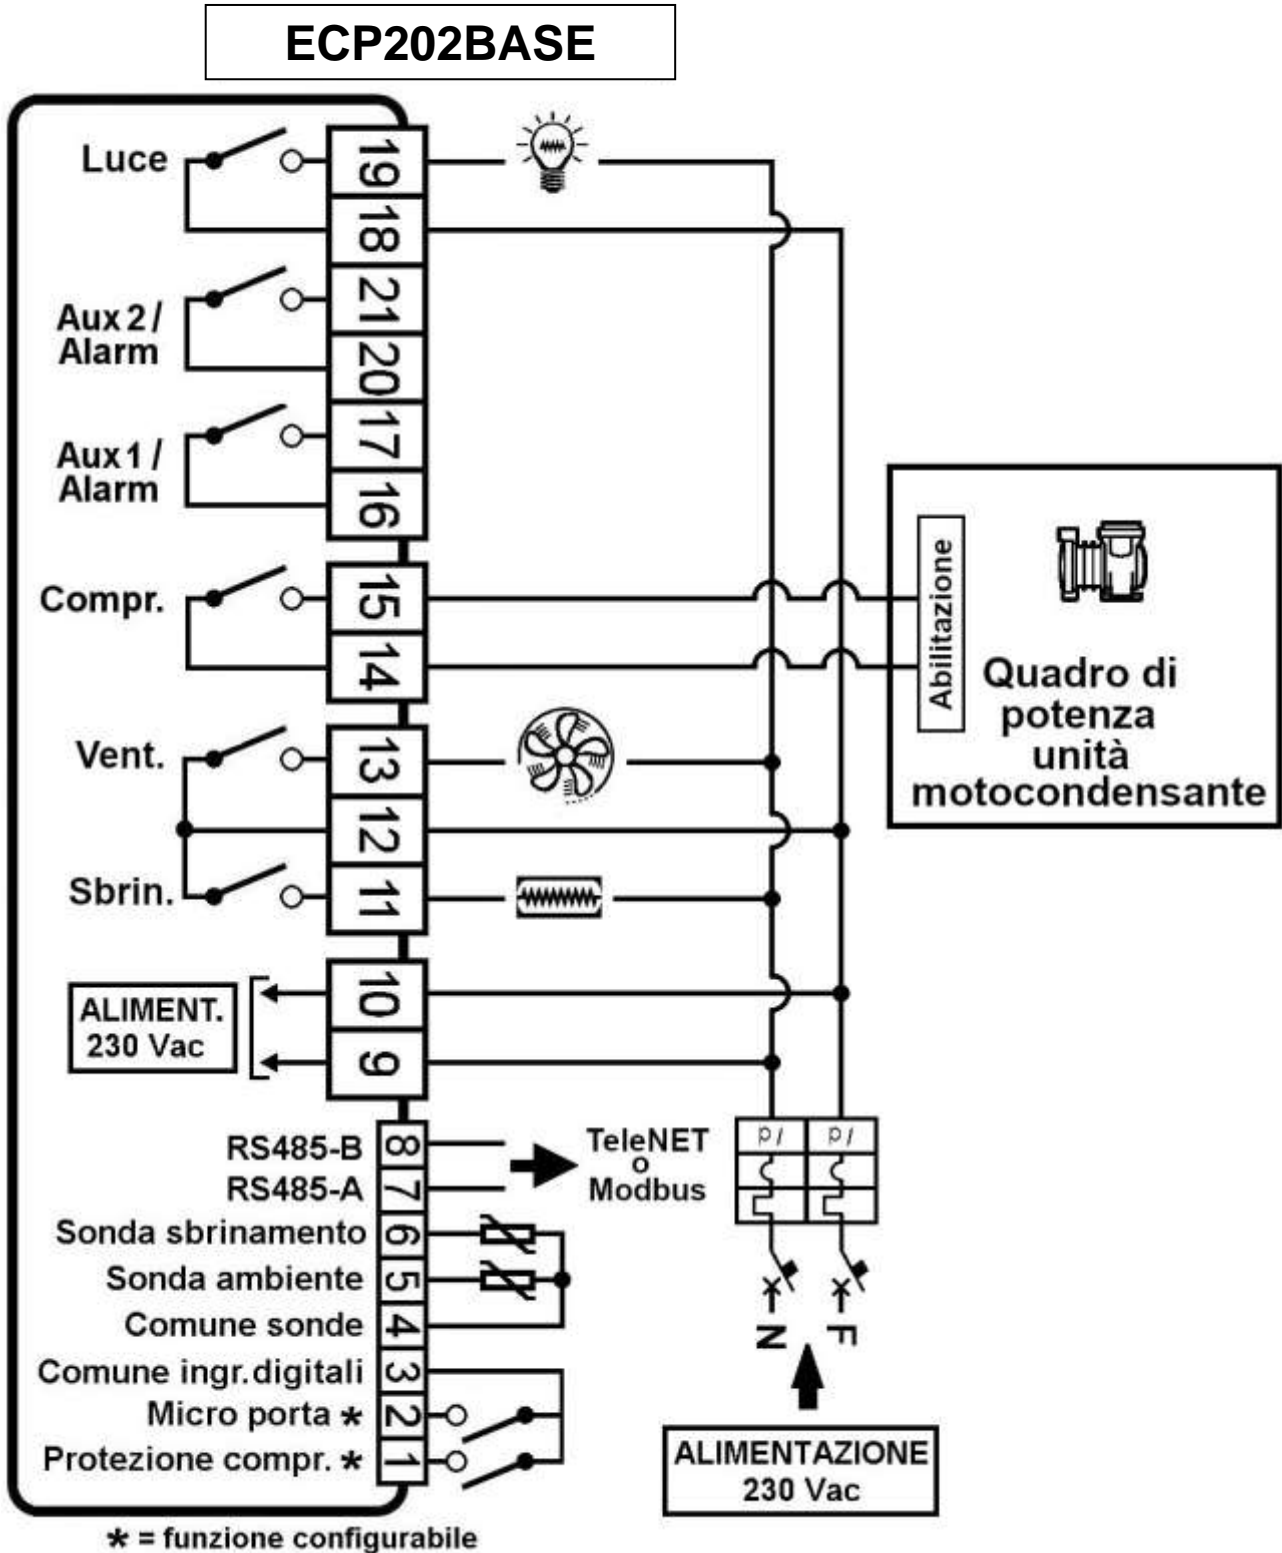 ECP202BASE
Luce
19
18
Aux 2 /
Alarm
21
20
Aux 1 /
Alarm
17
16
Compr.
15
14
Abilitazione
Quadro di
potenza
unità
motocondensante
Vent.
13
12
Sbrin.
11
ALIMENT.
230 Vac
10
9
RS485-B
8
RS485-A
7
TeleNET
o
Modbus
Id
Id
Sonda sbrinamento
6
Sonda ambiente
5
Comune sonde
4
Comune ingr.digitali
3
Micro porta *
2
Protezione compr. *
1
N
F
ALIMENTAZIONE
230 Vac
* = funzione configurabile